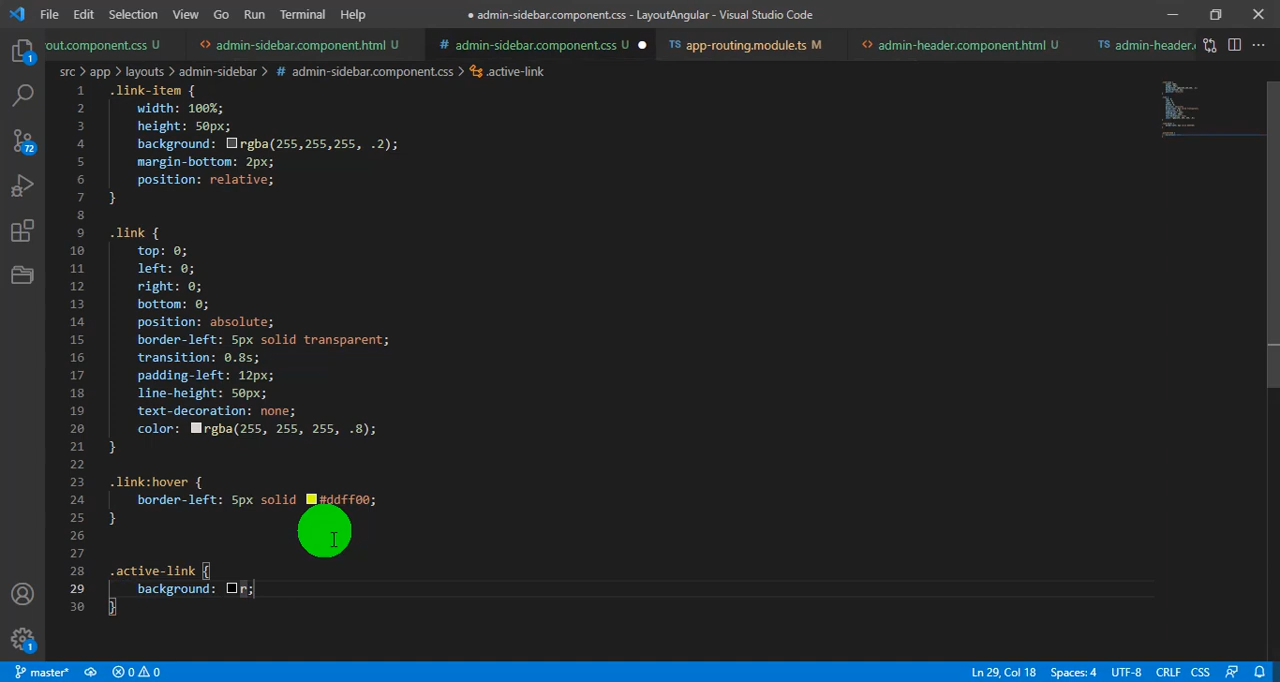 File Edit Selection View Go Run Terminal Help ● admin-sidebar.component.css - LayoutAngular - Visual Studio Code
out.component.css U <> admin-sidebar.component.html U # admin-sidebar.component.css U ● TS app-routing.module.ts M <> admin-header.component.html U TS admin-header.c
src > app > layouts > admin-sidebar > # admin-sidebar.component.css > .active-link
1 .link-item {
2 width: 100%;
3 height: 50px;
4 background: rgba(255,255,255, .2);
5 margin-bottom: 2px;
6 position: relative;
7 }
8
9 .link {
10 top: 0;
11 left: 0;
12 right: 0;
13 bottom: 0;
14 position: absolute;
15 border-left: 5px solid transparent;
16 transition: 0.8s;
17 padding-left: 12px;
18 line-height: 50px;
19 text-decoration: none;
20 color: rgba(255, 255, 255, .8);
21 }
22
23 .link:hover {
24 border-left: 5px solid #ddff00;
25 }
26
27
28 .active-link {
29 background: r;
30 }
1
72
1
master* 0 0 Ln 29, Col 18 Spaces: 4 UTF-8 CRLF CSS